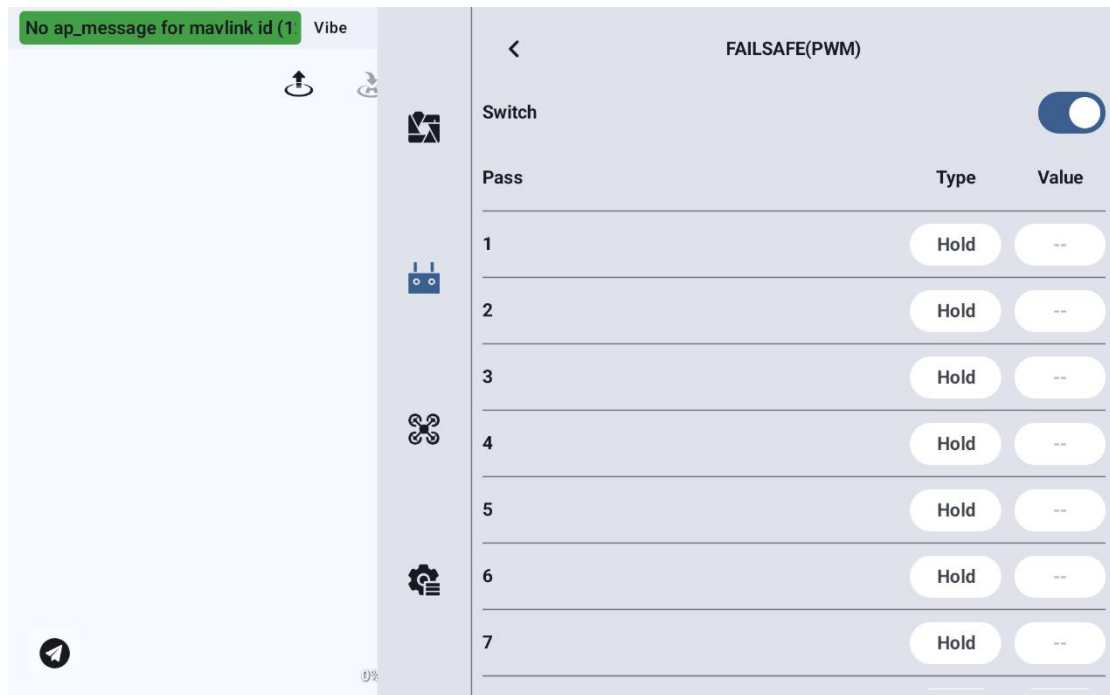 No ap_message for mavlink id (1
Vibe
FAILSAFE(PWM)
Switch
Pass Type Value
1 Hold --
2 Hold --
3 Hold --
4 Hold --
5 Hold --
6 Hold --
7 Hold --
0%